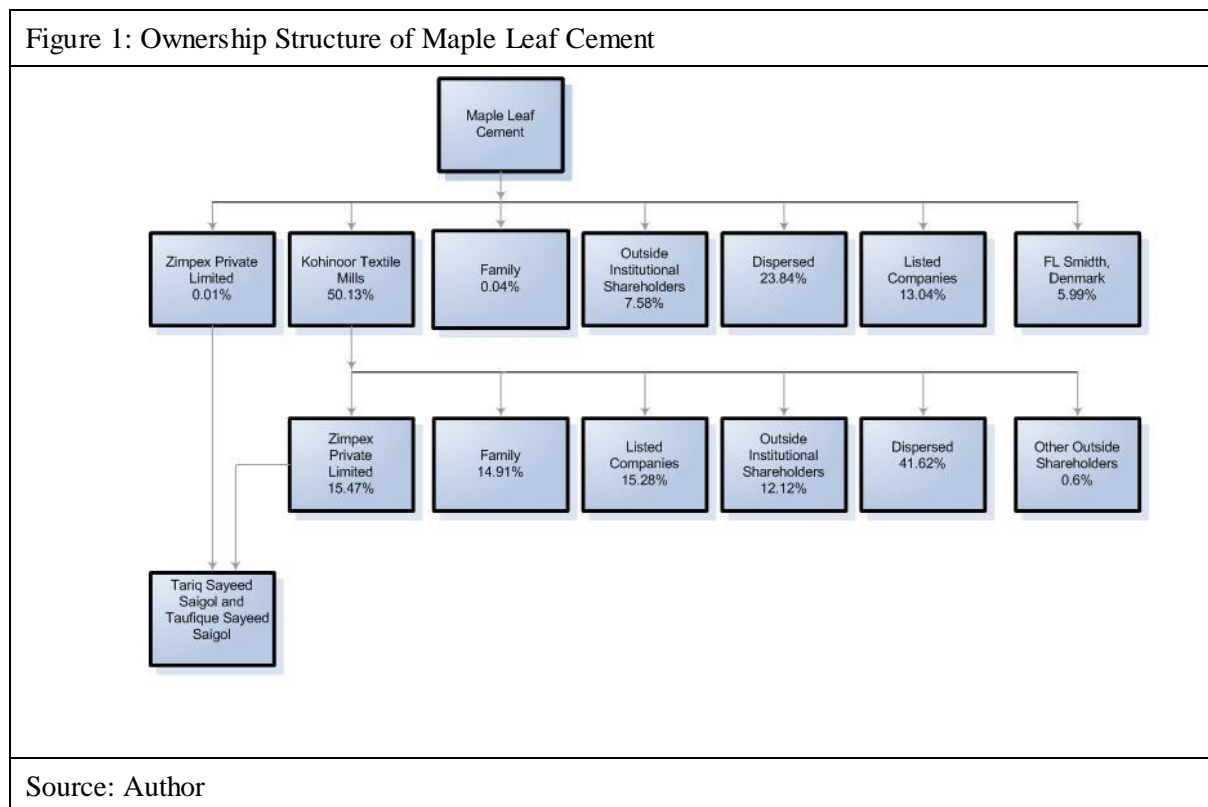 Figure 1: Ownership Structure of Maple Leaf Cement
Maple Leaf
Cement
Zimpex Private
Limited
0.01%
Kohinoor Textile
Mills
50.13%
Family
0.04%
Outside
Institutional
Shareholders
7.58%
Dispersed
23.84%
Listed
Companies
13.04%
FL Smidth,
Denmark
5.99%
Zimpex
Private
Limited
15.47%
Family
14.91%
Listed
Companies
15.28%
Outside
Institutional
Shareholders
12.12%
Dispersed
41.62%
Other Outside
Shareholders
0.6%
Tariq Sayeed
Saigol and
Taufique Sayeed
Saigol
Source: Author